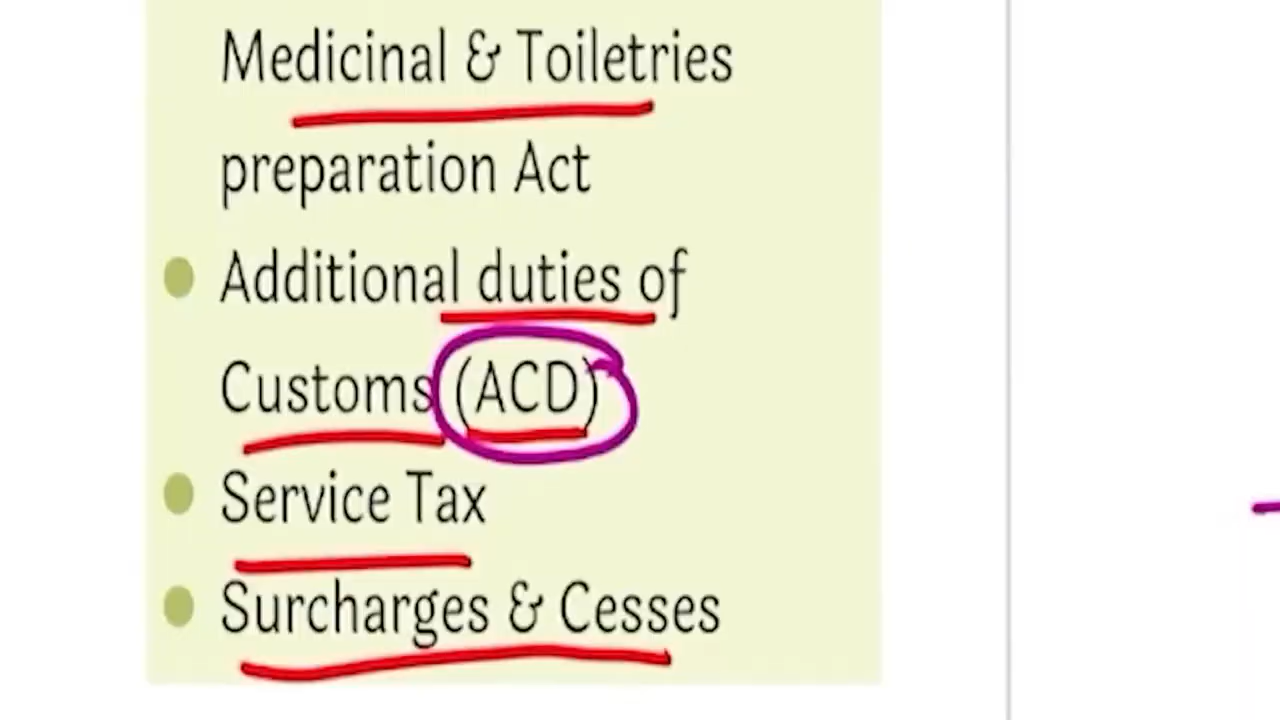 Medicinal & Toiletries
preparation Act
Additional duties of
Customs (ACD)
Service Tax
Surcharges & Cesses